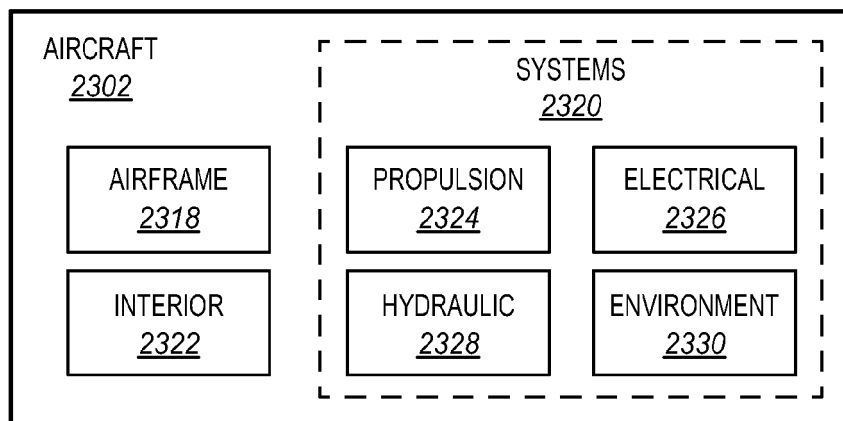 AIRCRAFT
2302
SYSTEMS
2320
AIRFRAME
2318
PROPULSION
2324
ELECTRICAL
2326
INTERIOR
2322
HYDRAULIC
2328
ENVIRONMENT
2330